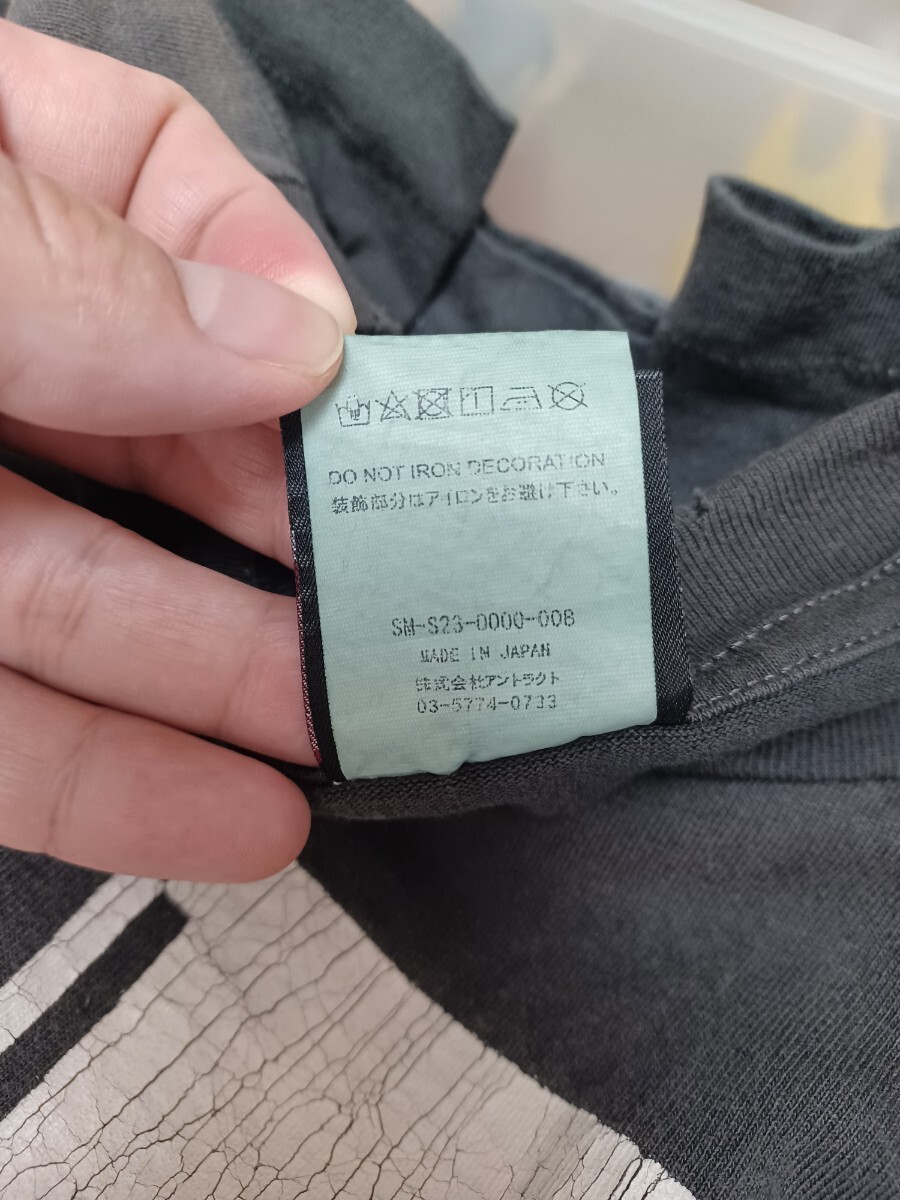 DO NOT IRON DECORATION
装飾部分はアイロンをお避け下さい。
SM-S23-0000-008
MADE IN JAPAN
株式会社アントラクト
03-5774-0733